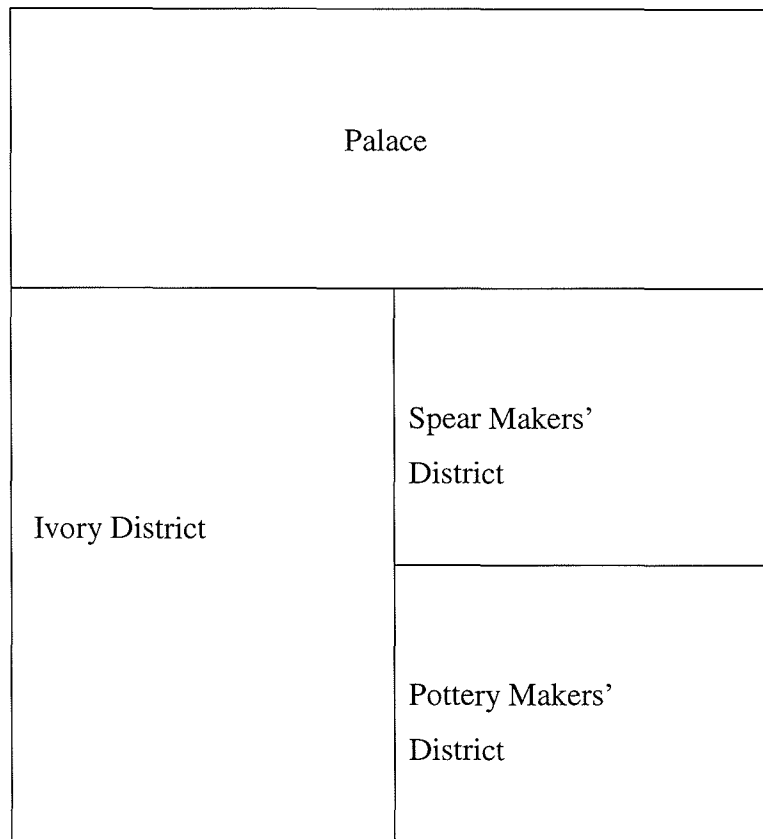 Palace
Spear Makers’
District
Ivory District
Pottery Makers’
District